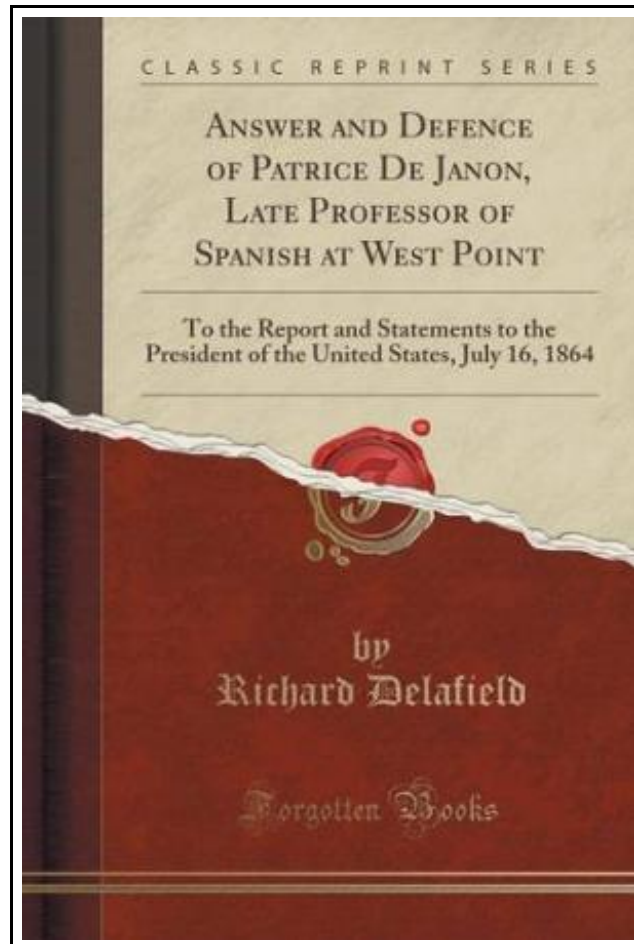 CLASSIC REPRINT SERIES
ANSWER AND DEFENCE
OF PATRICE DE JANON,
LATE PROFESSOR OF
SPANISH AT WEST POINT
To the Report and Statements to the
President of the United States, July 16, 1864
by
Richard Delafield
Forgotten Books